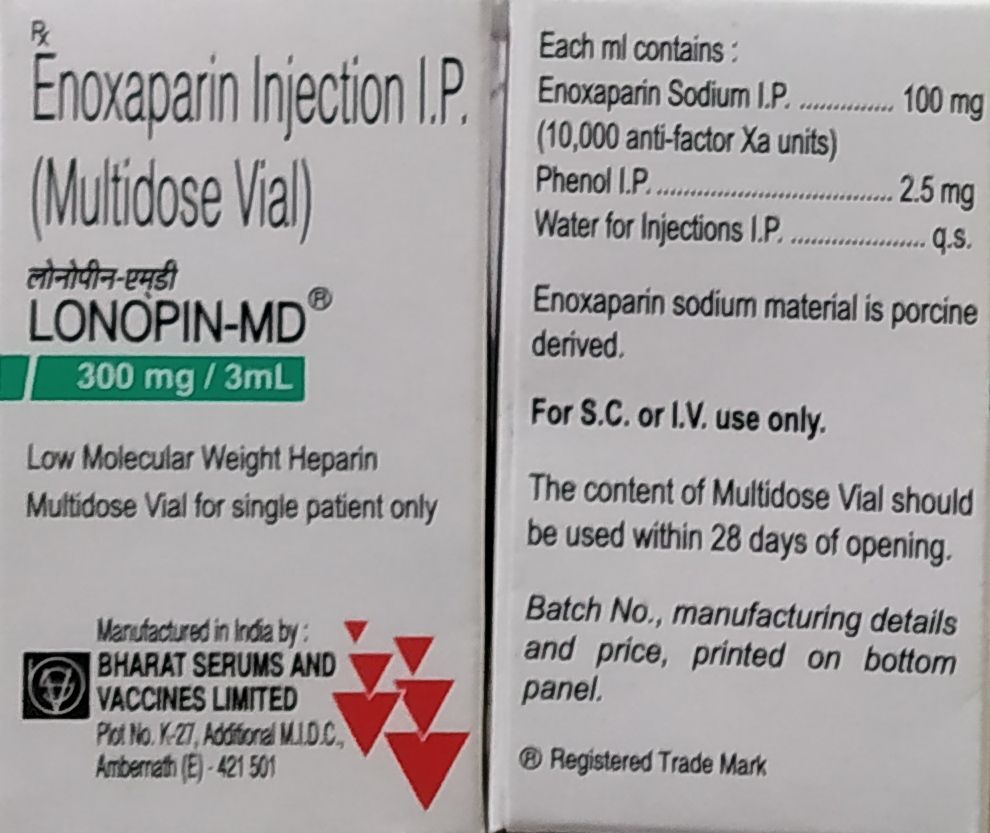 Rx
Enoxaparin Injection I.P.
(Multidose Vial)
लोनोपीन-एमडी
LONOPIN-MD®
300 mg / 3mL
Low Molecular Weight Heparin
Multidose Vial for single patient only
Manufactured in India by :
BHARAT SERUMS AND
VACCINES LIMITED
Plot No. K-27, Additional M.I.D.C.,
Ambernath (E) - 421 501
Each ml contains :
Enoxaparin Sodium I.P. .............. 100 mg
(10,000 anti-factor Xa units)
Phenol I.P. ................................... 2.5 mg
Water for Injections I.P. .................... q.s.
Enoxaparin sodium material is porcine
derived.
For S.C. or I.V. use only.
The content of Multidose Vial should
be used within 28 days of opening.
Batch No., manufacturing details
and price, printed on bottom
panel.
® Registered Trade Mark